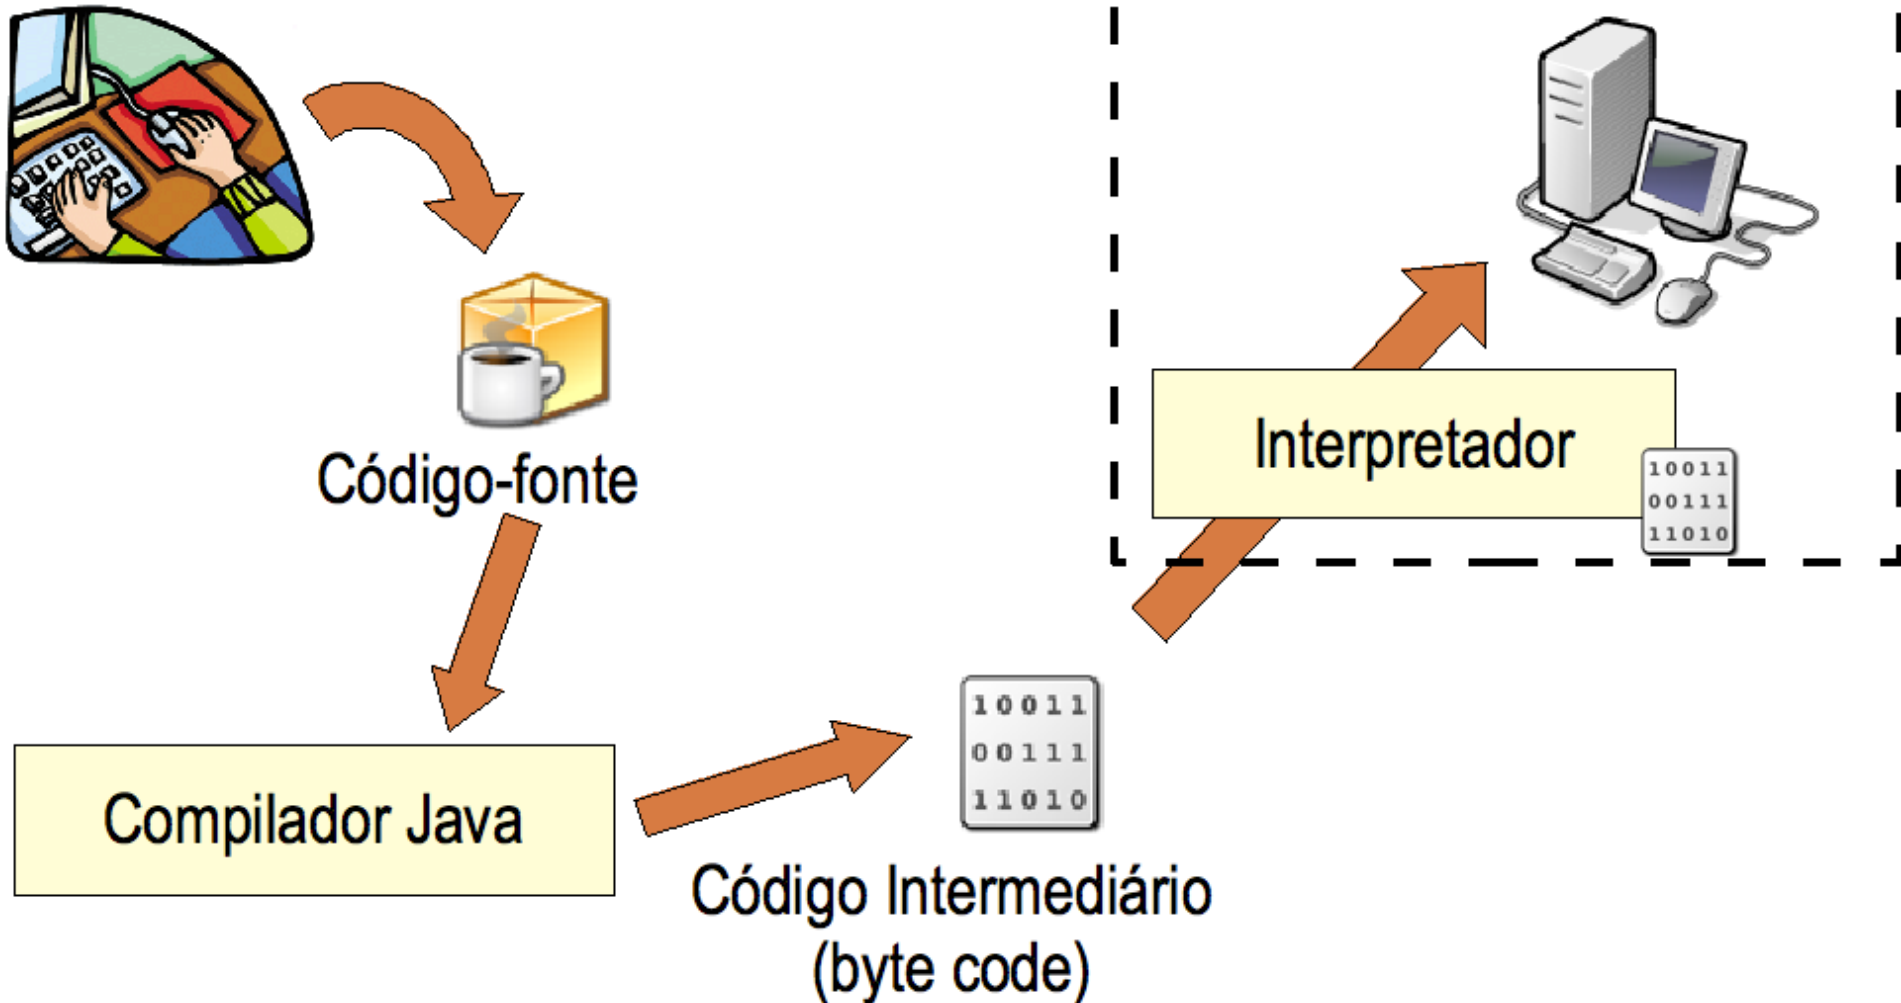 Código-fonte
Compilador Java
10011
00111
11010
Código Intermediário
(byte code)
Interpretador
10011
00111
11010